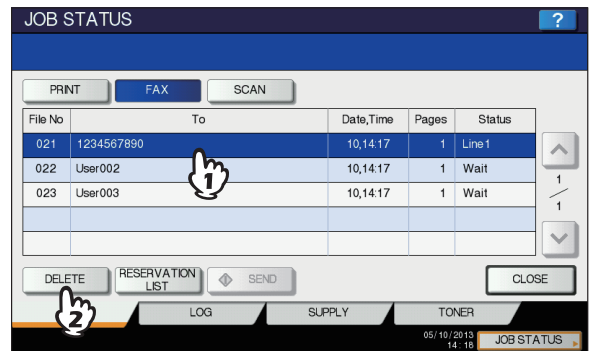 JOB STATUS ?
PRINT FAX SCAN
File No To Date,Time Pages Status
021 1234567890 10,14:17 1 Line1
022 User002 10,14:17 1 Wait
023 User003 10,14:17 1 Wait
1
1
1
DELETE RESERVATION LIST SEND CLOSE
2
LOG SUPPLY TONER
05/10/2013
14:18 JOB STATUS